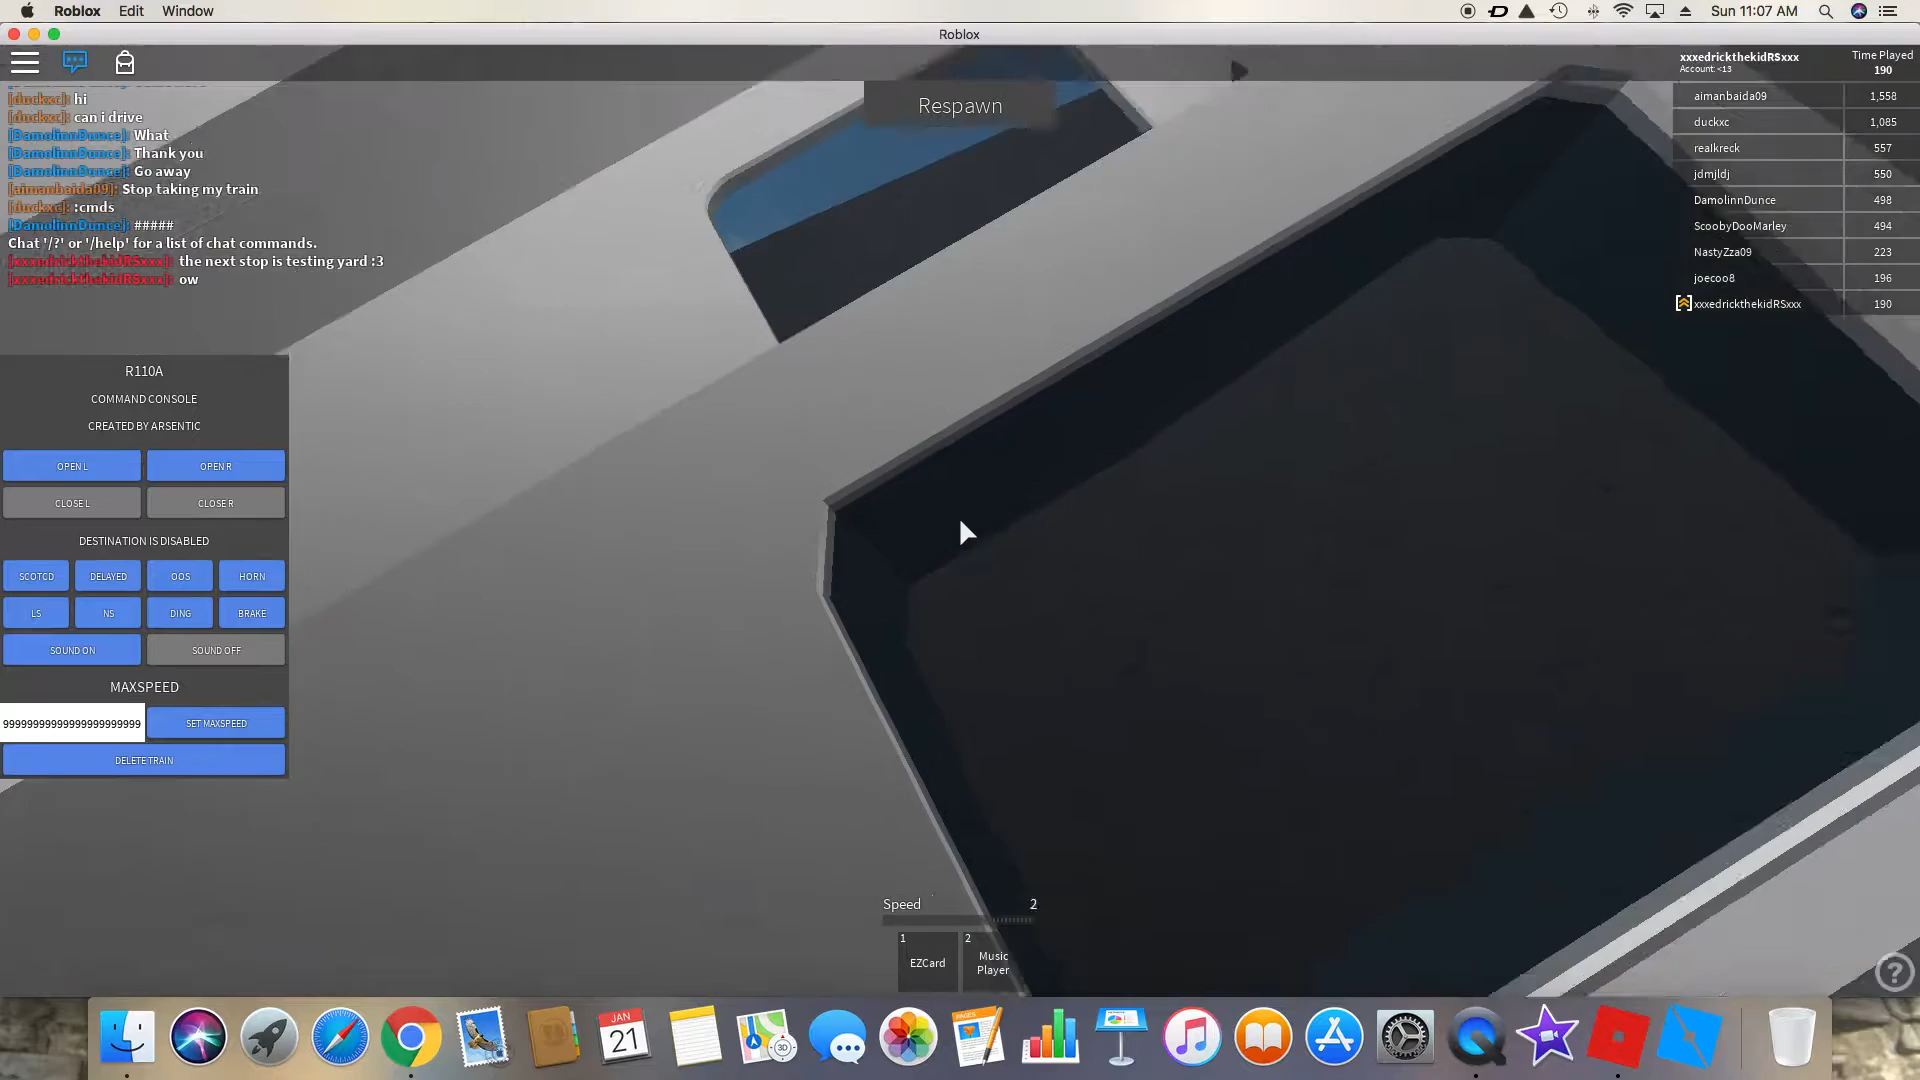 Roblox Edit Window Sun 11:07 AM
Roblox
xxxedrickthekidRSxxx
Account: <13
Time Played
190
Respawn
[duckxc]: hi
[duckxc]: can i drive
[DamolinnDunce]: What
[DamolinnDunce]: Thank you
[DamolinnDunce]: Go away
[aimanbaida09]: Stop taking my train
[duckxc]: :cmds
[DamolinnDunce]: #####
Chat '/?' or '/help' for a list of chat commands.
[xxxedrickthekidRSxxx]: the next stop is testing yard :3
[xxxedrickthekidRSxxx]: ow
aimanbaida09 1,558
duckxc 1,085
realkreck 557
jdmjldj 550
DamolinnDunce 498
ScoobyDooMarley 494
NastyZza09 223
joecoo8 196
xxxedrickthekidRSxxx 190
R110A
COMMAND CONSOLE
CREATED BY ARSENTIC
OPEN L OPEN R
CLOSE L CLOSE R
DESTINATION IS DISABLED
SCOTCD DELAYED OOS HORN
LS NS DING BRAKE
SOUND ON SOUND OFF
MAXSPEED
SET MAXSPEED
DELETE TRAIN
Speed 2
1
EZCard
2
Music
Player
?
JAN
21
PAGES
3D